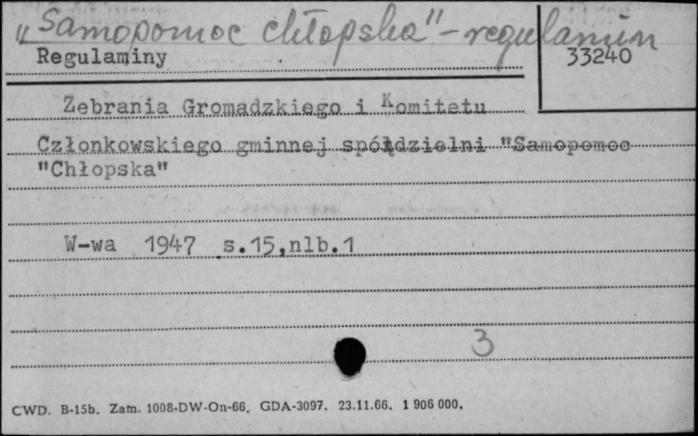 „Samopomoc chłopska" - regulamin
Regulaminy
33240
Zebrania Gromadzkiego i Komitetu
Członkowskiego gminnej spółdzielni "Samopomoc
"Chłopska"
W-wa 1947 s.15,nlb.1
3
CWD. B-15b. Zam. 1008-DW-On-66. GDA-3097. 23.11.66. 1 906 000.